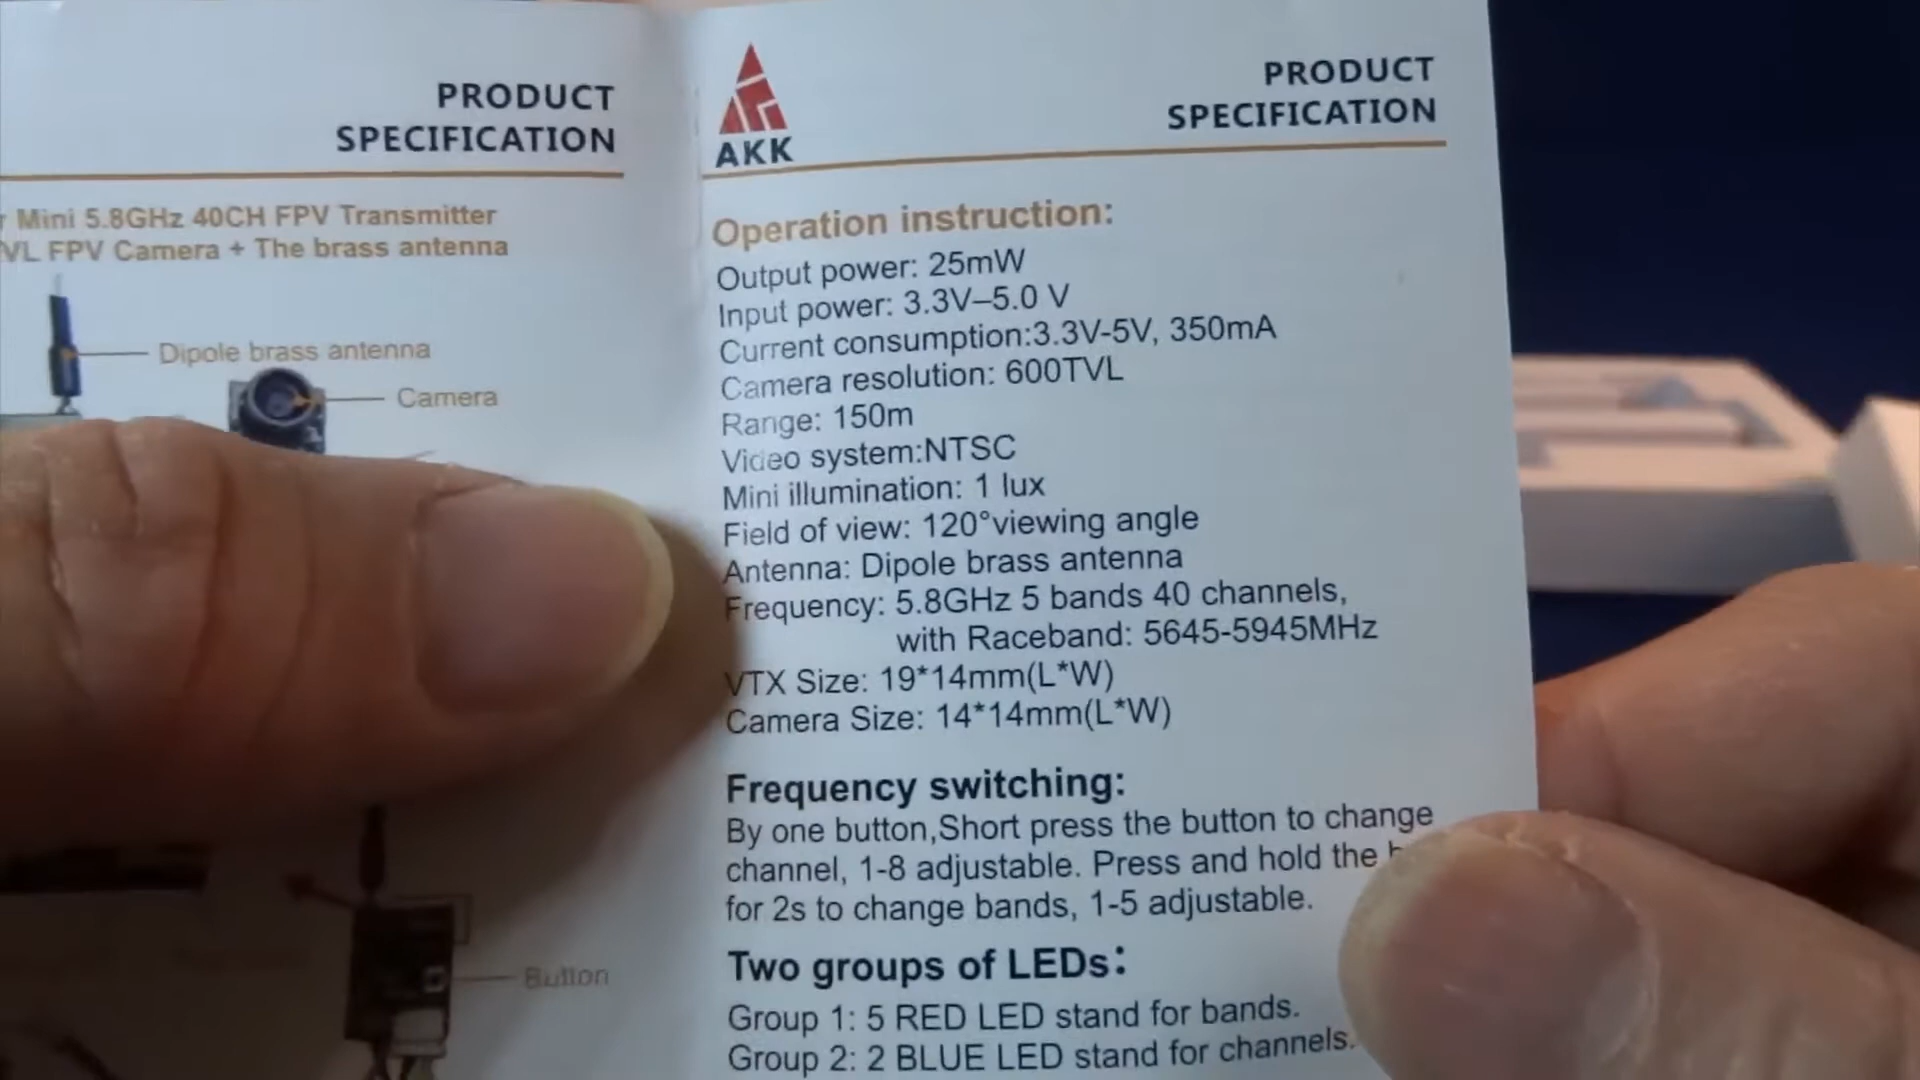 PRODUCT
SPECIFICATION
Mini 5.8GHz 40CH FPV Transmitter
VL FPV Camera + The brass antenna
Dipole brass antenna
Camera
Button
AKK
PRODUCT
SPECIFICATION
Operation instruction:
Output power: 25mW
Input power: 3.3V–5.0 V
Current consumption:3.3V-5V, 350mA
Camera resolution: 600TVL
Range: 150m
Video system:NTSC
Mini illumination: 1 lux
Field of view: 120°viewing angle
Antenna: Dipole brass antenna
Frequency: 5.8GHz 5 bands 40 channels,
with Raceband: 5645-5945MHz
VTX Size: 19*14mm(L*W)
Camera Size: 14*14mm(L*W)
Frequency switching:
By one button,Short press the button to change
channel, 1-8 adjustable. Press and hold the
for 2s to change bands, 1-5 adjustable.
Two groups of LEDs:
Group 1: 5 RED LED stand for bands.
Group 2: 2 BLUE LED stand for channels.